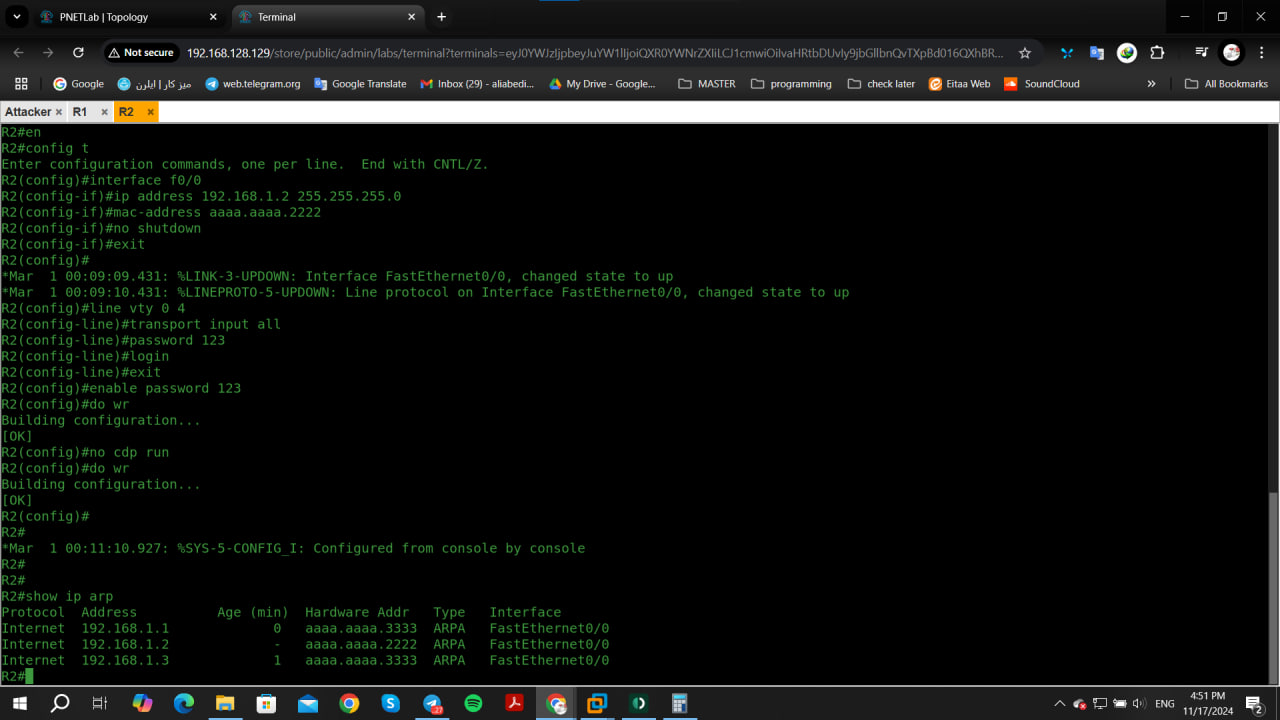 PNETLab | Topology
Terminal
Not secure
192.168.128.129/store/public/admin/labs/terminal?terminals=
Google
میز کار | ایلرن
web.telegram.org
Google Translate
Inbox (29) - aliabedi...
My Drive - Google...
MASTER
programming
check later
Eitaa Web
SoundCloud
All Bookmarks
Attacker
R1
R2
R2#en
R2#config t
Enter configuration commands, one per line.  End with CNTL/Z.
R2(config)#interface f0/0
R2(config-if)#ip address 192.168.1.2 255.255.255.0
R2(config-if)#mac-address aaaa.aaaa.2222
R2(config-if)#no shutdown
R2(config-if)#exit
R2(config)#
*Mar  1 00:09:09.431: %LINK-3-UPDOWN: Interface FastEthernet0/0, changed state to up
*Mar  1 00:09:10.431: %LINEPROTO-5-UPDOWN: Line protocol on Interface FastEthernet0/0, changed state to up
R2(config)#line vty 0 4
R2(config-line)#transport input all
R2(config-line)#password 123
R2(config-line)#login
R2(config-line)#exit
R2(config)#enable password 123
R2(config)#do wr
Building configuration...
[OK]
R2(config)#no cdp run
R2(config)#do wr
Building configuration...
[OK]
R2(config)#
R2#
*Mar  1 00:11:10.927: %SYS-5-CONFIG_I: Configured from console by console
R2#
R2#
R2#show ip arp
Protocol  Address          Age (min)  Hardware Addr   Type   Interface
Internet  192.168.1.1             0   aaaa.aaaa.3333  ARPA   FastEthernet0/0
Internet  192.168.1.2             -   aaaa.aaaa.2222  ARPA   FastEthernet0/0
Internet  192.168.1.3             1   aaaa.aaaa.3333  ARPA   FastEthernet0/0
R2#
27
ENG
4:51 PM
11/17/2024
2